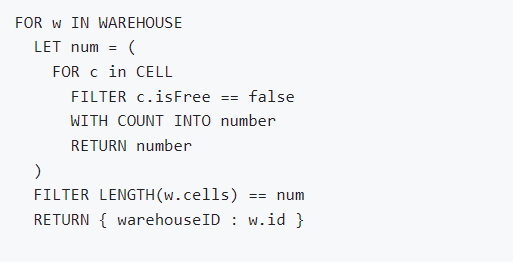 FOR w IN WAREHOUSE
LET num = (
FOR c in CELL
FILTER c.isFree == false
WITH COUNT INTO number
RETURN number
)
FILTER LENGTH(w.cells) == num
RETURN { warehouseID : w.id }